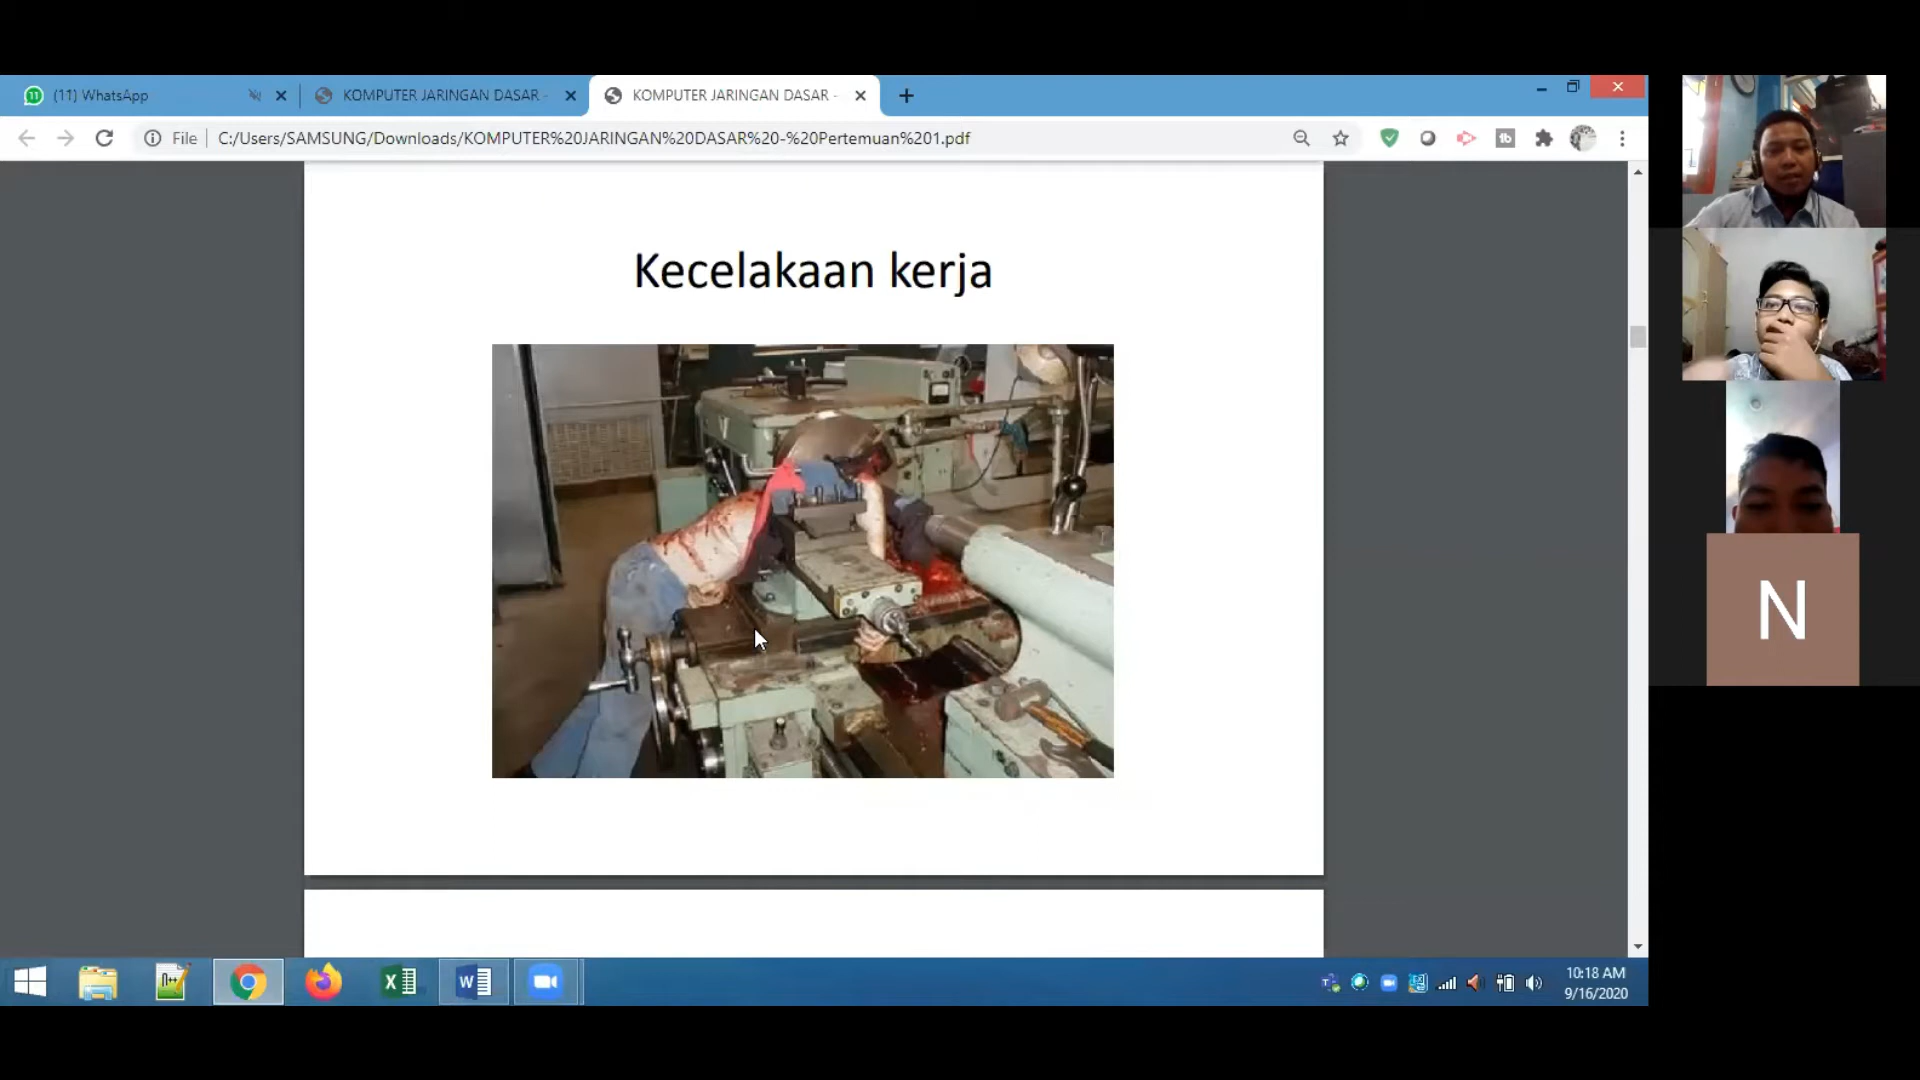 11 (11) WhatsApp KOMPUTER JARINGAN DASAR - KOMPUTER JARINGAN DASAR -
File C:/Users/SAMSUNG/Downloads/KOMPUTER%20JARINGAN%20DASAR%20-%20Pertemuan%201.pdf
Kecelakaan kerja
N
10:18 AM
9/16/2020